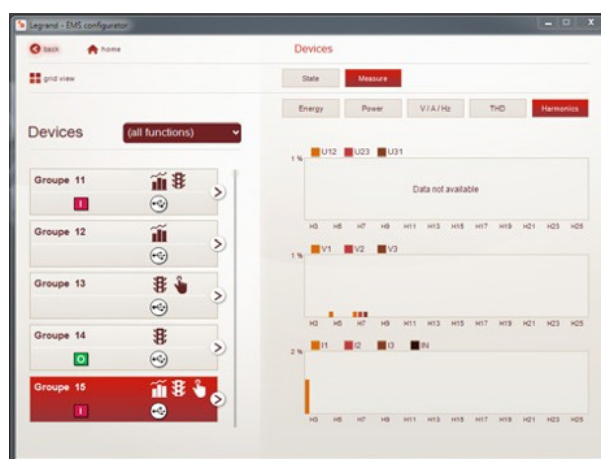 Legrand - EMS configurator
back home Devices
grid view State Measure
Energy Power V/A/Hz THD Harmonics
Devices (all functions)
U12 U23 U31
1 %
Data not available
H3 H5 H7 H9 H11 H13 H15 H17 H19 H21 H23 H25
V1 V2 V3
1 %
H3 H5 H7 H9 H11 H13 H15 H17 H19 H21 H23 H25
I1 I2 I3 IN
2 %
H3 H5 H7 H9 H11 H13 H15 H17 H19 H21 H23 H25
Groupe 11
I
Groupe 12
Groupe 13
Groupe 14
O
Groupe 15
I